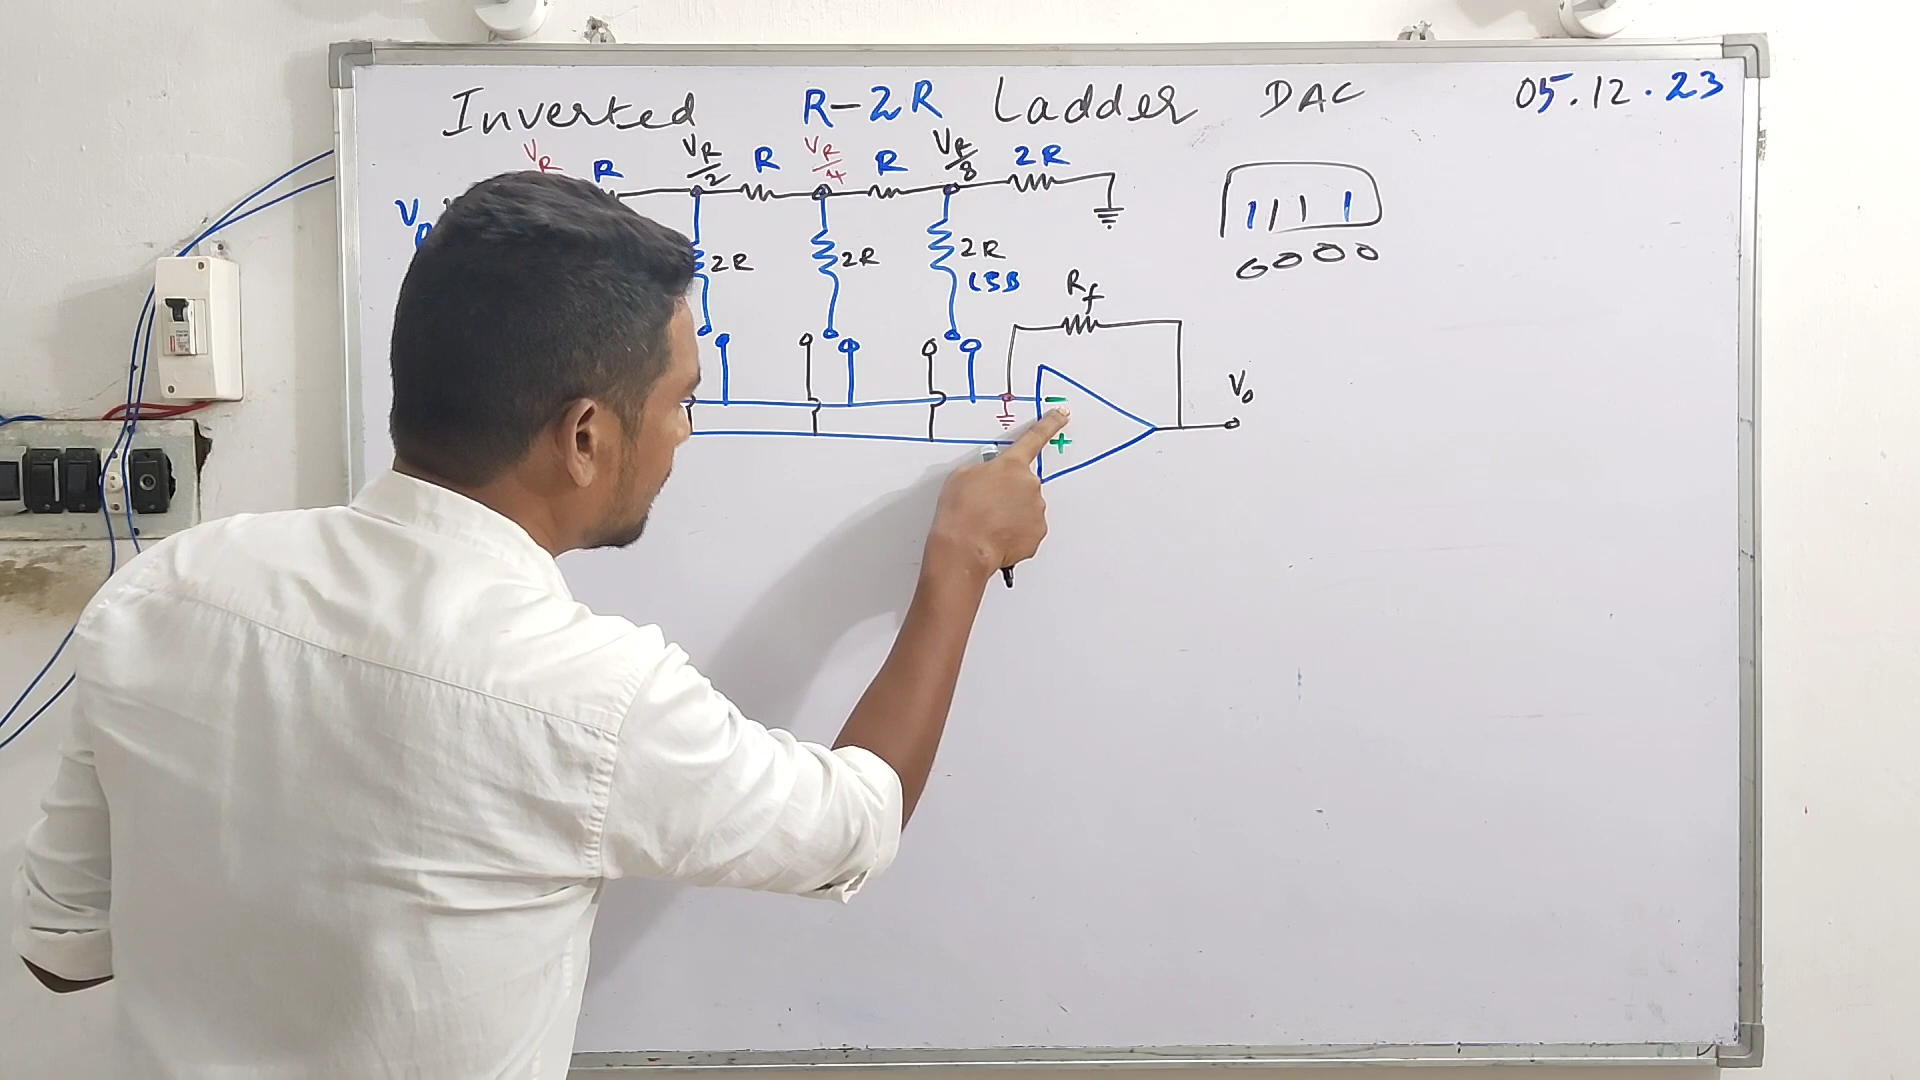 Inverted R-2R Ladder DAC 05.12.23
VR R VR/2 R VR/4 R VR/8 2R
1111
0000
2R 2R 2R
LSB
Rf
V0
-
+